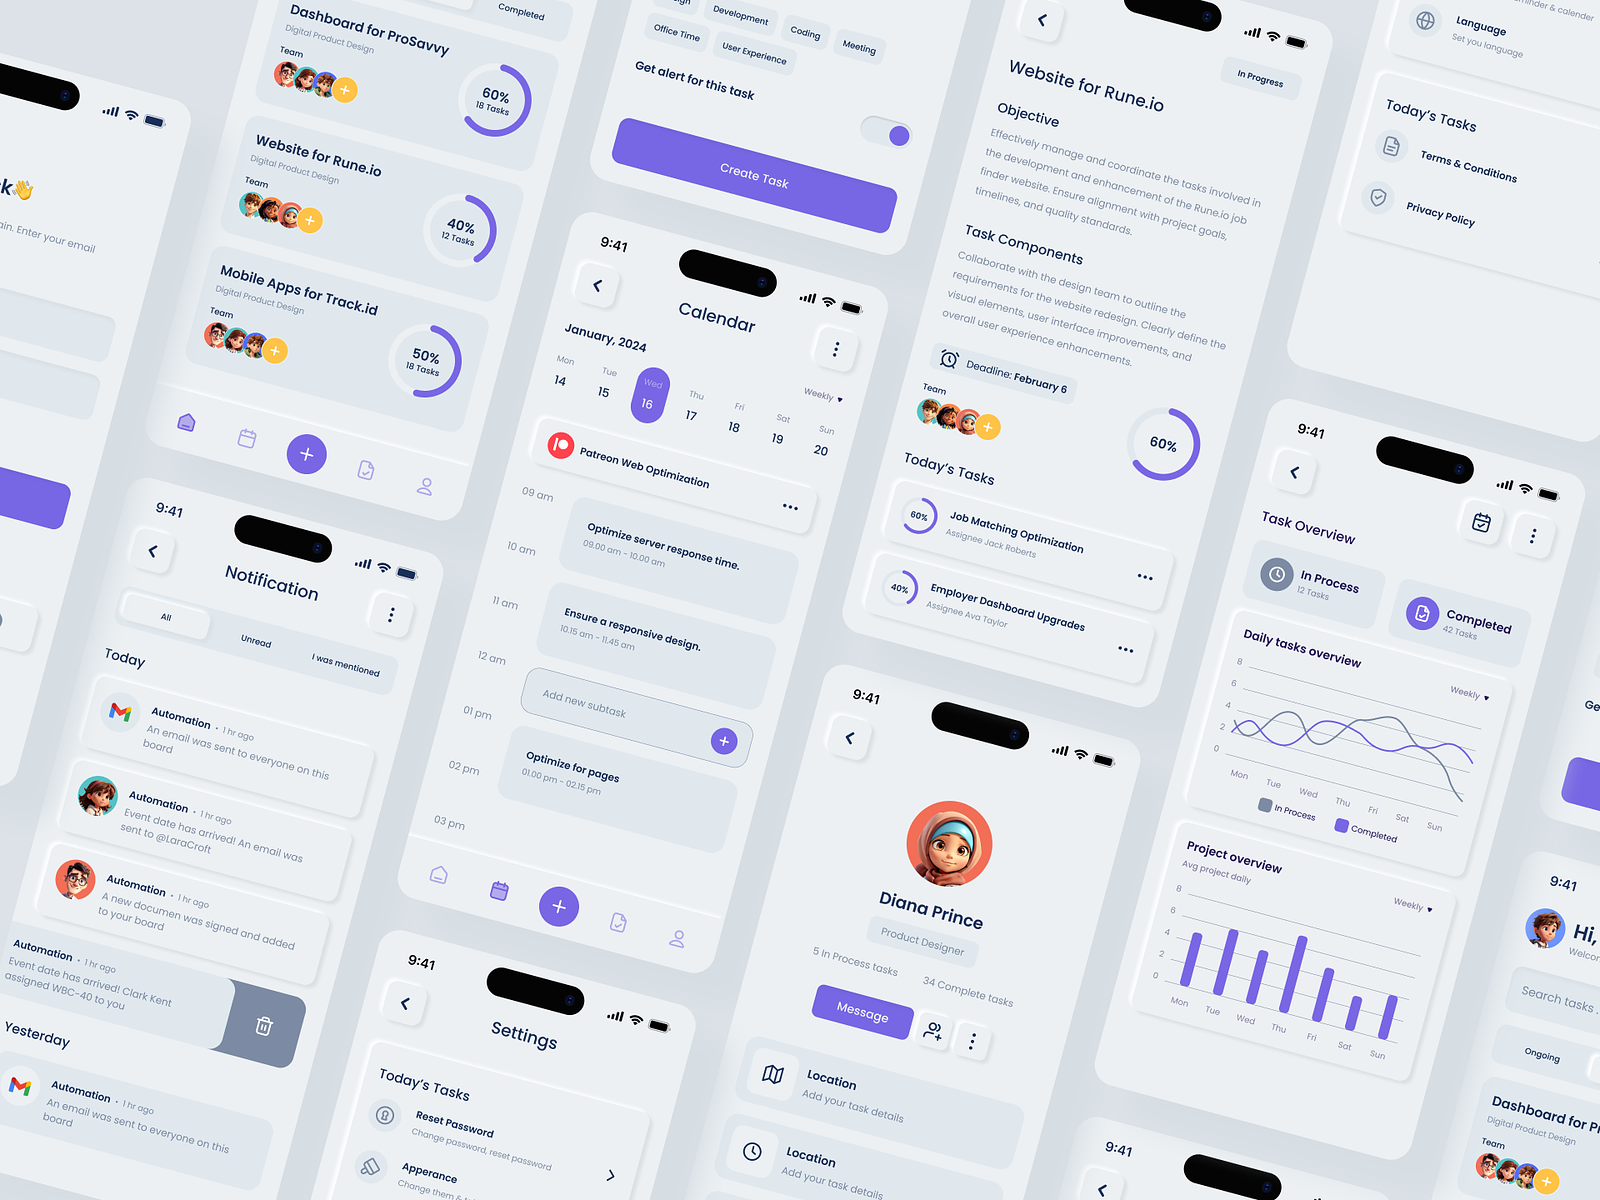 k👋
ain. Enter your email
Completed
Dashboard for ProSavvy
Digital Product Design
Team
60%
18 Tasks
Website for Rune.io
Digital Product Design
Team
40%
12 Tasks
Mobile Apps for Track.id
Digital Product Design
Team
50%
18 Tasks
9:41
Notification
All
Unread
I was mentioned
Today
Automation • 1 hr ago
An email was sent to everyone on this
board
Automation • 1 hr ago
Event date has arrived! An email was
sent to @LaraCroft
Automation • 1 hr ago
A new documen was signed and added
to your board
Automation • 1 hr ago
Event date has arrived! Clark Kent
assigned WBC-40 to you
Yesterday
Automation • 1 hr ago
An email was sent to everyone on this
board
Development
Coding
Meeting
Office Time
User Experience
Get alert for this task
Create Task
9:41
Calendar
January, 2024
Weekly
Mon
14
Tue
15
Wed
16
Thu
17
Fri
18
Sat
19
Sun
20
Patreon Web Optimization
09 am
Optimize server response time.
09.00 am - 10.00 am
10 am
11 am
Ensure a responsive design.
10.15 am - 11.45 am
12 am
Add new subtask
01 pm
Optimize for pages
01.00 pm - 02.15 pm
02 pm
03 pm
9:41
Settings
Today's Tasks
Reset Password
Change password, reset password
Apperance
Change them &
In Progress
Website for Rune.io
Objective
Effectively manage and coordinate the tasks involved in
the development and enhancement of the Rune.io job
finder website. Ensure alignment with project goals,
timelines, and quality standards.
Task Components
Collaborate with the design team to outline the
requirements for the website redesign. Clearly define the
visual elements, user interface improvements, and
overall user experience enhancements.
Deadline: February 6
Team
60%
Today's Tasks
60%
Job Matching Optimization
Assignee Jack Roberts
40%
Employer Dashboard Upgrades
Assignee Ava Taylor
9:41
Diana Prince
Product Designer
5 In Process tasks
34 Complete tasks
Message
Location
Add your task details
Location
Add your task details
reminder & calender
Language
Set you language
Today's Tasks
Terms & Conditions
Privacy Policy
9:41
Task Overview
In Process
12 Tasks
Completed
42 Tasks
Daily tasks overview
Weekly
8
6
4
2
0
Mon
Tue
Wed
Thu
Fri
Sat
Sun
In Process
Completed
Project overview
Avg project daily
Weekly
8
6
4
2
0
Mon
Tue
Wed
Thu
Fri
Sat
Sun
9:41
Ge
9:41
Hi,
Welcon
Search tasks
Ongoing
Dashboard for P
Digital Product Design
Team